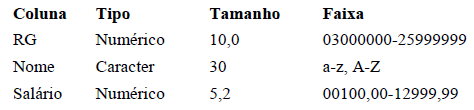 Coluna Tipo Tamanho Faixa
RG Numérico 10,0 03000000-25999999
Nome Caracter 30 a-z, A-Z
Salário Numérico 5,2 00100,00-12999,99